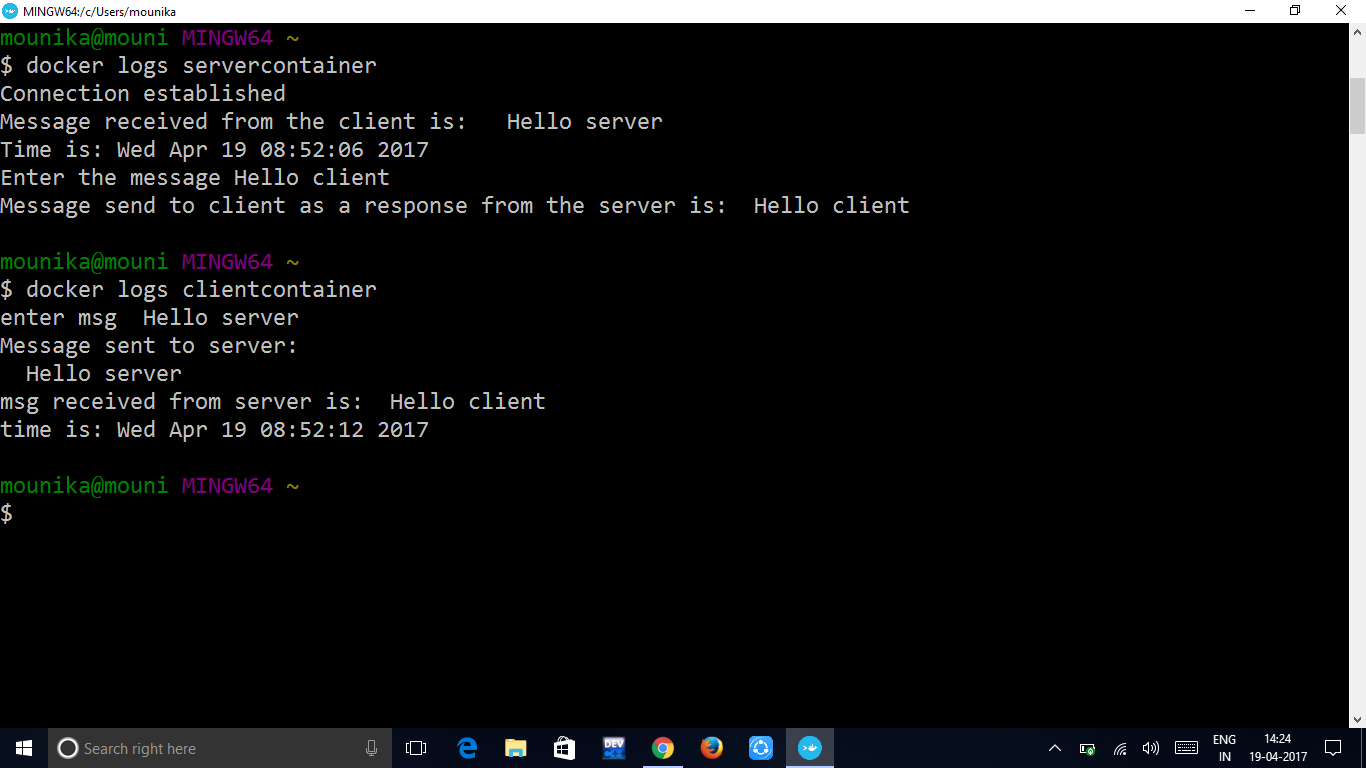 MINGW64:/c/Users/mounika
mounika@mouni MINGW64 ~
$ docker logs servercontainer
Connection established
Message received from the client is:   Hello server
Time is: Wed Apr 19 08:52:06 2017
Enter the message Hello client
Message send to client as a response from the server is:  Hello client
mounika@mouni MINGW64 ~
$ docker logs clientcontainer
enter msg  Hello server
Message sent to server:
  Hello server
msg received from server is:  Hello client
time is: Wed Apr 19 08:52:12 2017
mounika@mouni MINGW64 ~
$
Search right here
DEV
ENG
IN
14:24
19-04-2017